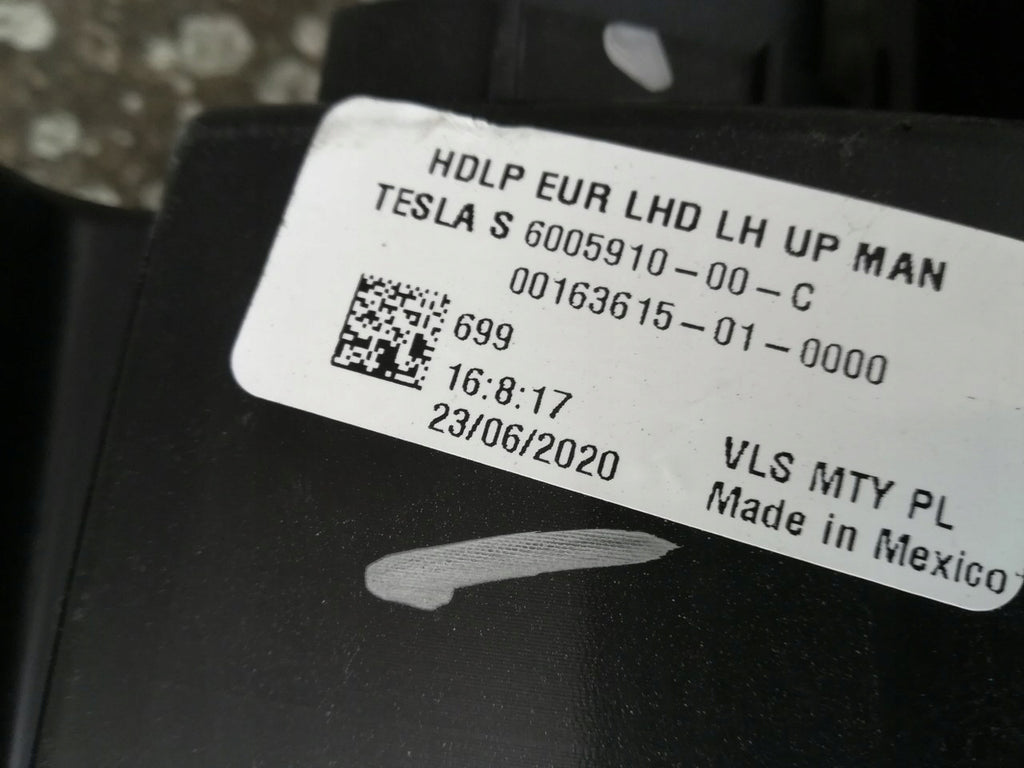 HDLP EUR LHD LH UP MAN
TESLA S 6005910-00-C
00163615-01-0000
699
16:8:17
23/06/2020
VLS MTY PL
Made in Mexico